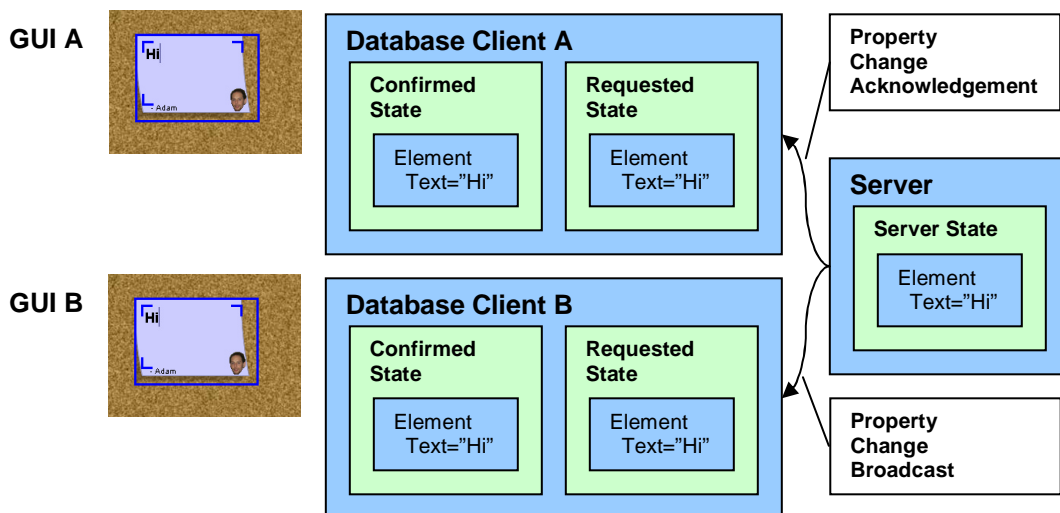 GUI A
Hi
- Adam
Database Client A
Confirmed
State
Element
Text=”Hi”
Requested
State
Element
Text=”Hi”
Property
Change
Acknowledgement
Server
Server State
Element
Text=”Hi”
GUI B
Hi
- Adam
Database Client B
Confirmed
State
Element
Text=”Hi”
Requested
State
Element
Text=”Hi”
Property
Change
Broadcast